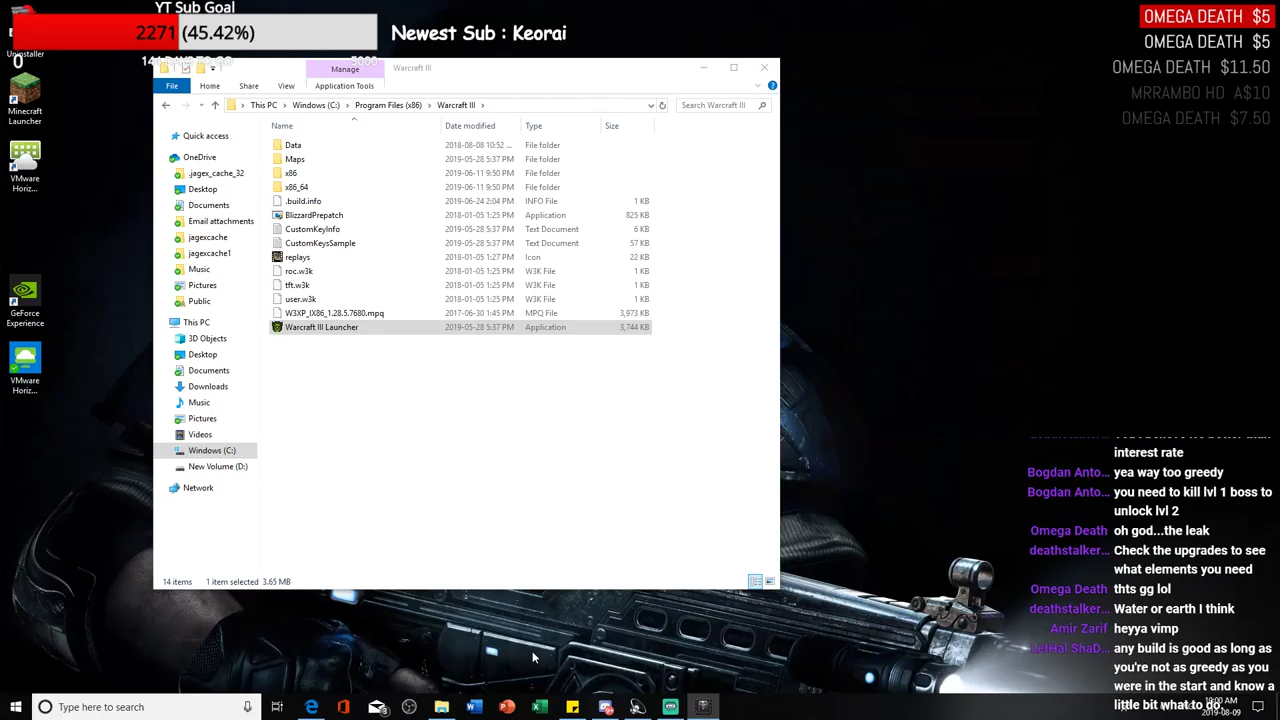 YT Sub Goal
2271 (45.42%)
5000
0
Newest Sub : Keorai
OMEGA DEATH $5
OMEGA DEATH $5
OMEGA DEATH $11.50
MRRAMBO HD A$10
OMEGA DEATH $7.50
Uninstaller
Minecraft
Launcher
VMware
Horiz...
GeForce
Experience
VMware
Horiz...
Manage
Warcraft III
File
Home
Share
View
Application Tools
This PC
Windows (C:)
Program Files (x86)
Warcraft III
Search Warcraft III
Name
Date modified
Type
Size
Quick access
OneDrive
.jagex_cache_32
Desktop
Documents
Email attachments
jagexcache
jagexcache1
Music
Pictures
Public
This PC
3D Objects
Desktop
Documents
Downloads
Music
Pictures
Videos
Windows (C:)
New Volume (D:)
Network
Data 2018-08-08 10:52 ... File folder
Maps 2019-05-28 5:37 PM File folder
x86 2019-06-11 9:50 PM File folder
x86_64 2019-06-11 9:50 PM File folder
.build.info 2019-06-24 2:04 PM INFO File 1 KB
BlizzardPrepatch 2018-01-05 1:25 PM Application 825 KB
CustomKeyInfo 2019-05-28 5:37 PM Text Document 6 KB
CustomKeysSample 2019-05-28 5:37 PM Text Document 57 KB
replays 2018-01-05 1:27 PM Icon 22 KB
roc.w3k 2018-01-05 1:25 PM W3K File 1 KB
tft.w3k 2018-01-05 1:25 PM W3K File 1 KB
user.w3k 2018-01-05 1:25 PM W3K File 1 KB
W3XP_IX86_1.28.5.7680.mpq 2017-06-30 1:45 PM MPQ File 3,973 KB
Warcraft III Launcher 2019-05-28 5:37 PM Application 3,744 KB
14 items
1 item selected 3.65 MB
interest rate
Bogdan Anto... yea way too greedy
Bogdan Anto... you need to kill lvl 1 boss to
unlock lvl 2
Omega Death oh god...the leak
deathstalker... Check the upgrades to see
what elements you need
Omega Death thts gg lol
deathstalker... Water or earth I think
Amir Zarif heyya vimp
LetHal ShaD... any build is good as long as
you're not as greedy as you
were in the start and know a
little bit what to do
Type here to search
2019-08-09